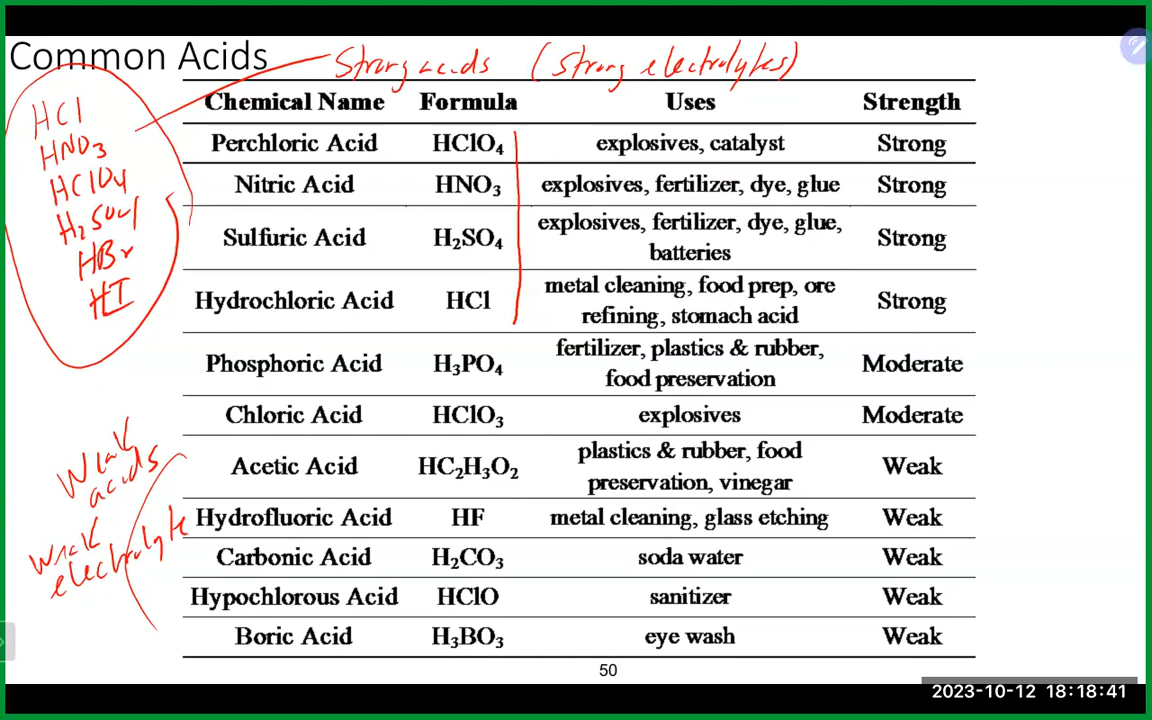 Common Acids
Strong acids (Strong electrolytes)
HCl
HNO3
HClO4
H2SO4
HBr
HI
Chemical Name Formula Uses Strength
Perchloric Acid HClO₄ explosives, catalyst Strong
Nitric Acid HNO₃ explosives, fertilizer, dye, glue Strong
Sulfuric Acid H₂SO₄ explosives, fertilizer, dye, glue, batteries Strong
Hydrochloric Acid HCl metal cleaning, food prep, ore refining, stomach acid Strong
Phosphoric Acid H₃PO₄ fertilizer, plastics & rubber, food preservation Moderate
Chloric Acid HClO₃ explosives Moderate
Acetic Acid HC₂H₃O₂ plastics & rubber, food preservation, vinegar Weak
Hydrofluoric Acid HF metal cleaning, glass etching Weak
Carbonic Acid H₂CO₃ soda water Weak
Hypochlorous Acid HClO sanitizer Weak
Boric Acid H₃BO₃ eye wash Weak
Weak
acids
weak
electrolyte
50
2023-10-12 18:18:41